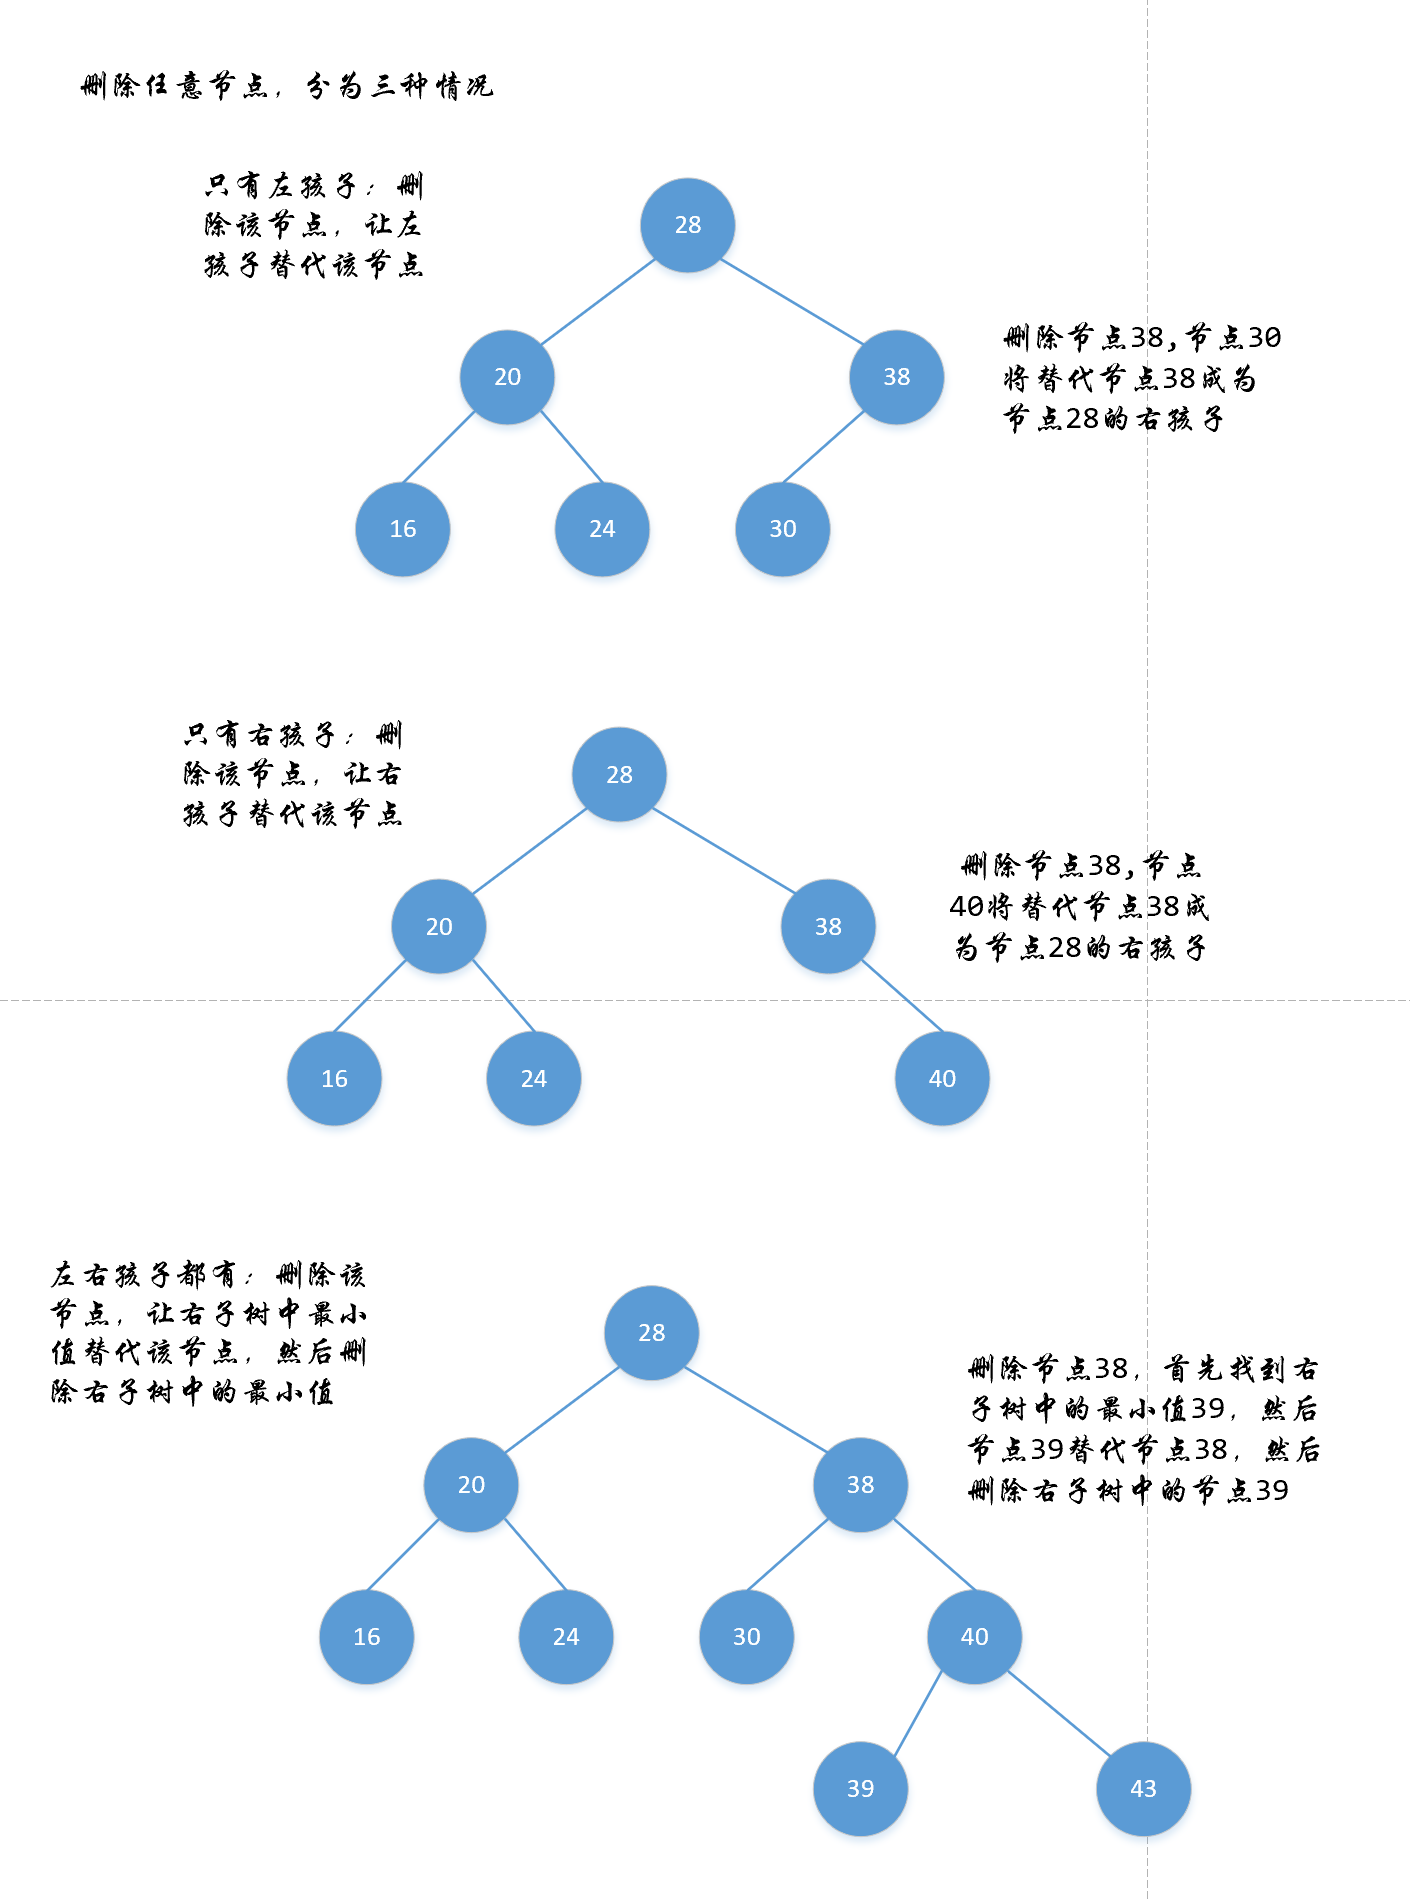 删除任意节点，分为三种情况
只有左孩子：删
除该节点，让左
孩子替代该节点
28
20
38
删除节点38,节点30
将替代节点38成为
节点28的右孩子
16
24
30
只有右孩子：删
除该节点，让右
孩子替代该节点
28
20
38
删除节点38,节点
40将替代节点38成
为节点28的右孩子
16
24
40
左右孩子都有：删除该
节点，让右子树中最小
值替代该节点，然后删
除右子树中的最小值
28
20
38
删除节点38，首先找到右
子树中的最小值39，然后
节点39替代节点38，然后
删除右子树中的节点39
16
24
30
40
39
43